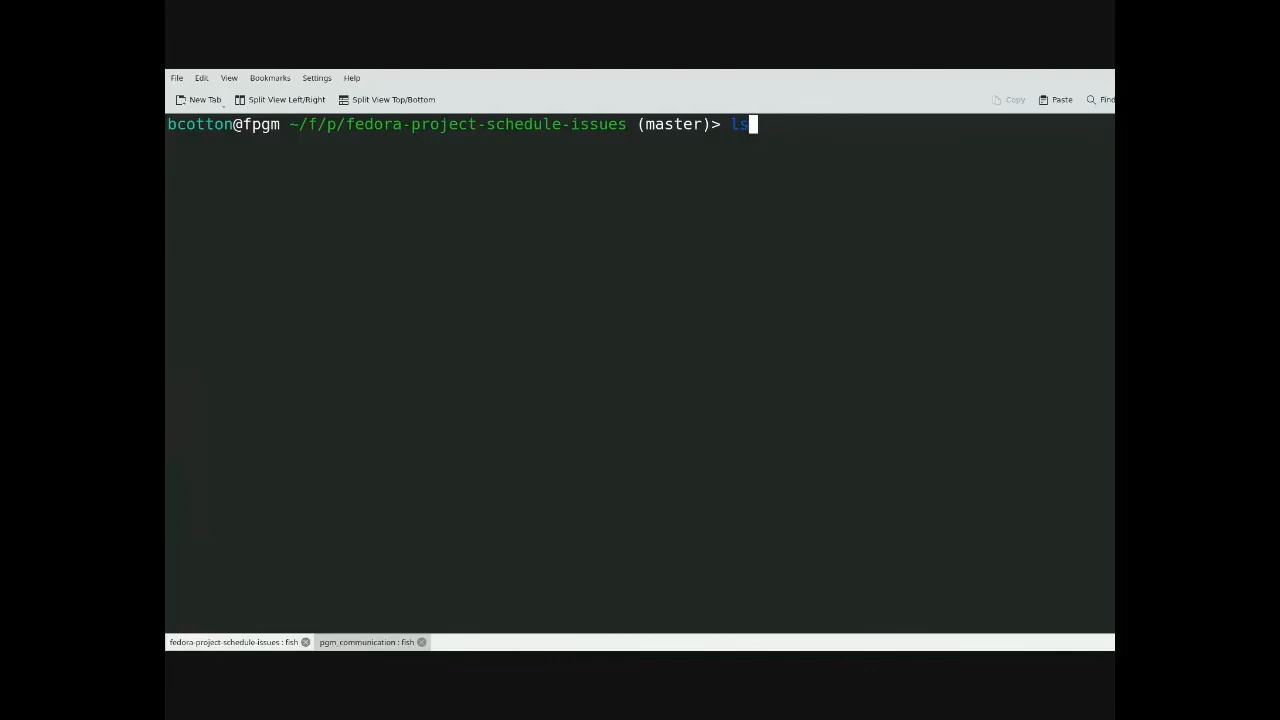 File Edit View Bookmarks Settings Help
New Tab Split View Left/Right Split View Top/Bottom Copy Paste Find
bcotton@fpgm ~/f/p/fedora-project-schedule-issues (master)> ls
fedora-project-schedule-issues : fish pgm_communication : fish